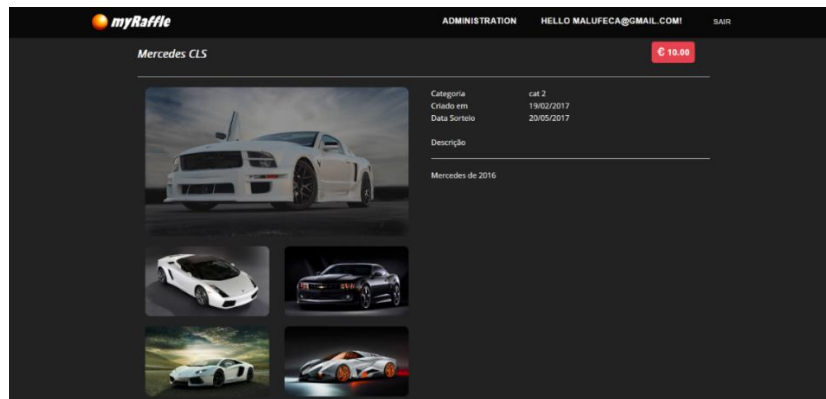 myRaffle
ADMINISTRATION HELLO MALUFECA@GMAIL.COM! SAIR
Mercedes CLS
€ 10.00
Categoria cat 2
Criado em 19/02/2017
Data Sorteio 20/05/2017
Descrição
Mercedes de 2016